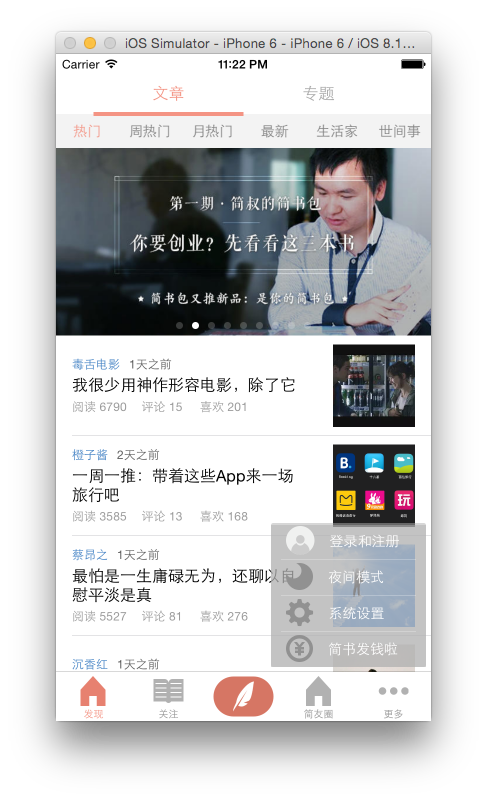 iOS Simulator - iPhone 6 - iPhone 6 / iOS 8.1...
Carrier 11:22 PM
文章 专题
热门 周热门 月热门 最新 生活家 世间事
第一期·简叔的简书包
你要创业？先看看这三本书
★ 简书包又推新品：是你的简书包 ★
毒舌电影 1天之前
我很少用神作形容电影，除了它
阅读 6790 评论 15 喜欢 201
橙子酱 2天之前
一周一推：带着这些App来一场
旅行吧
阅读 3585 评论 13 喜欢 168
B.
玩
蔡昂之 1天之前
最怕是一生庸碌无为，还聊以自
慰平淡是真
阅读 5527 评论 81 喜欢 276
登录和注册
夜间模式
系统设置
简书发钱啦
沉香红 1天之前
发现 关注 简友圈 更多